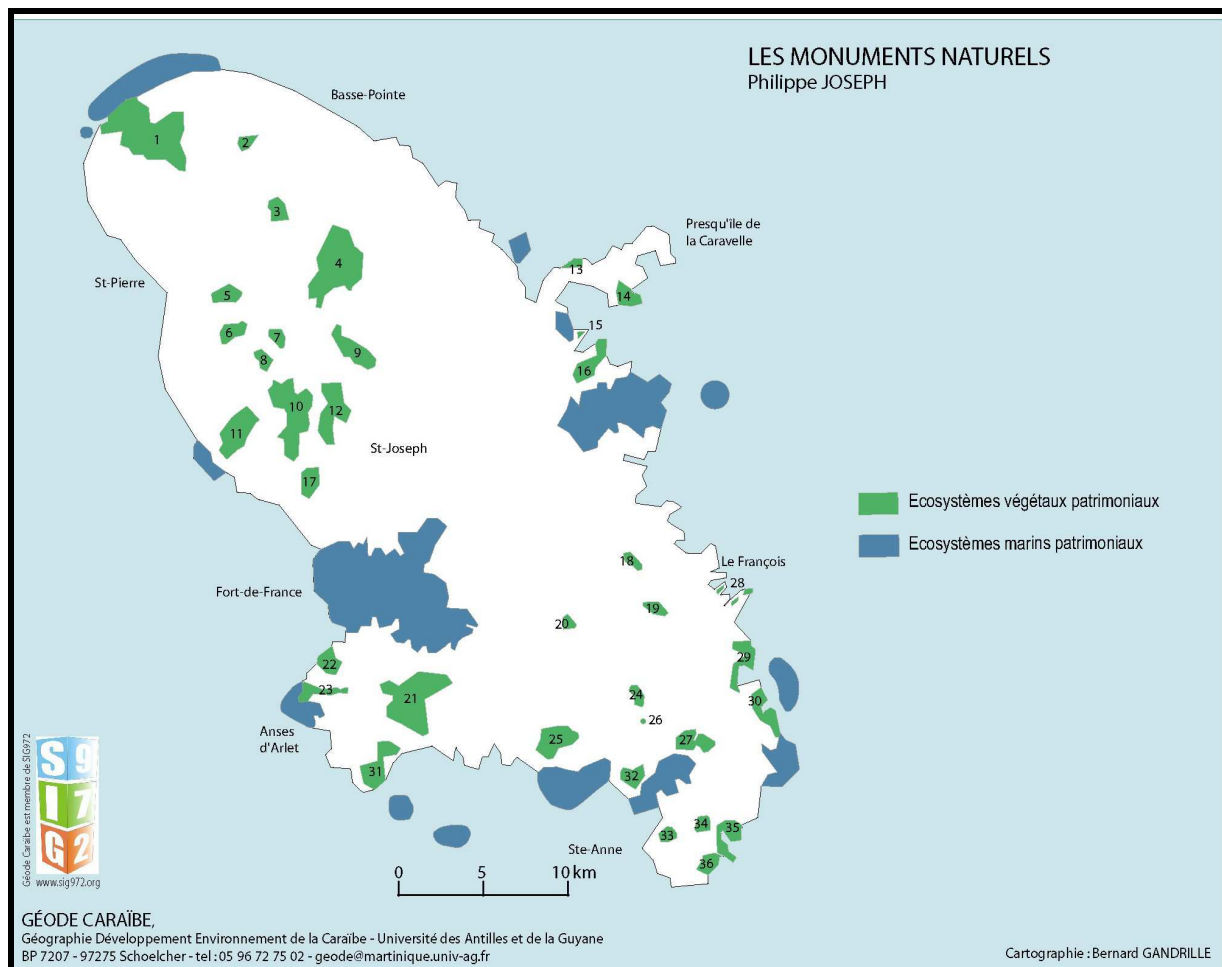 LES MONUMENTS NATURELS
Philippe JOSEPH
Basse-Pointe
1
2
3
Presqu'île de
la Caravelle
4
13
St-Pierre
5
14
15
6
7
8
9
16
10
12
11
St-Joseph
17
Ecosystèmes végétaux patrimoniaux
Ecosystèmes marins patrimoniaux
18
Le François
28
Fort-de-France
19
20
22
29
23
21
24
30
26
Anses
d'Arlet
25
27
31
32
33
34
35
Ste-Anne
36
0 5 10 km
Géode Caraïbe est membre de SIG972
S 9
I 7
G 2
www.sig972.org
GÉODE CARAÏBE,
Géographie Développement Environnement de la Caraïbe - Université des Antilles et de la Guyane
BP 7207 - 97275 Schoelcher - tel : 05 96 72 75 02 - geode@martinique.univ-ag.fr
Cartographie : Bernard GANDRILLE